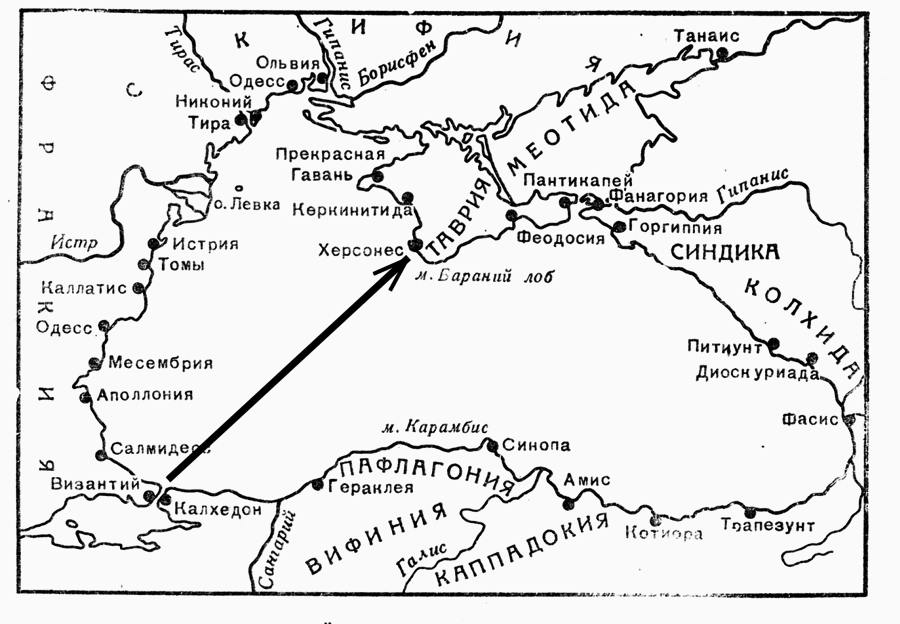 СКИФИЯ
ФРАКИЯ
Тирас
Гипанис
Борисфен
Ольвия
Одесс
Никоний
Тира
Танаис
МЕОТИДА
Прекрасная
Гавань
Керкинитида
ТАВРИЯ
Херсонес
м. Бараний лоб
Пантикапей
Фанагория
Гипанис
Феодосия
Горгиппия
СИНДИКА
КОЛХИДА
о. Левка
Истр
Истрия
Томы
Каллатис
Одесс
Месембрия
Аполлония
Салмидесс
Византий
Калхедон
Питиунт
Диоскуриада
Фасис
м. Карамбис
Синопа
ПАФЛАГОНИЯ
Гераклея
Амис
Сангарий
ВИФИНИЯ
Галис
КАППАДОКИЯ
Котиора
Трапезунт